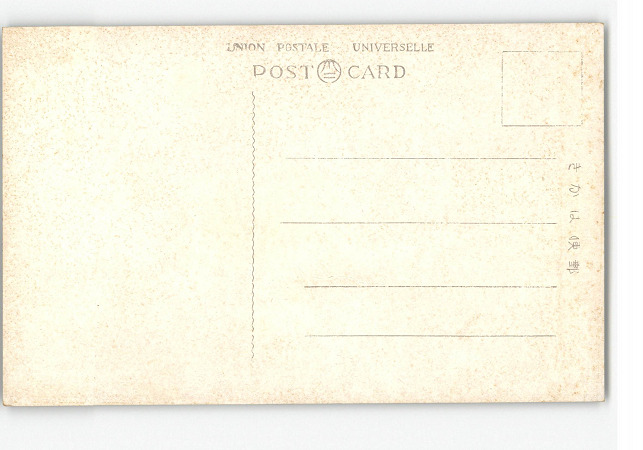 UNION POSTALE UNIVERSELLE
POST CARD
きかは便郵